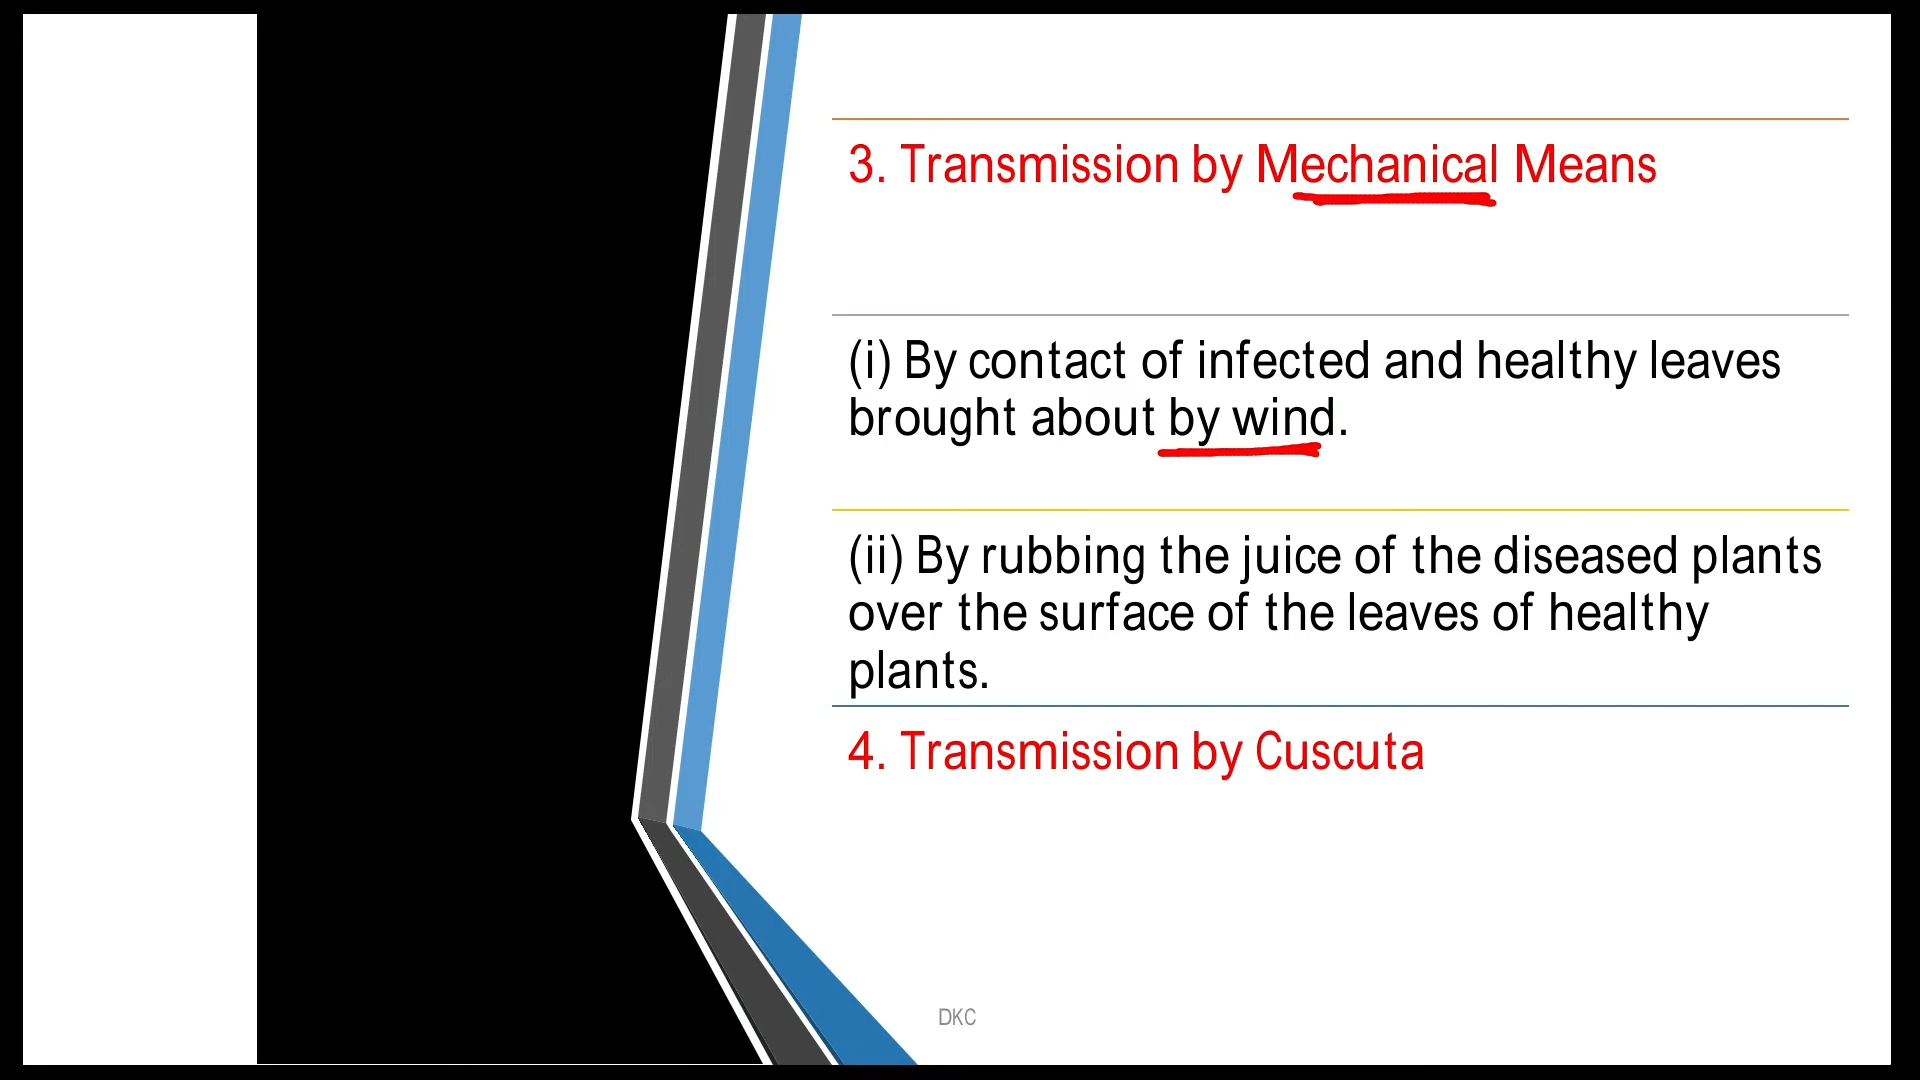 3. Transmission by Mechanical Means
(i) By contact of infected and healthy leaves
brought about by wind.
(ii) By rubbing the juice of the diseased plants
over the surface of the leaves of healthy
plants.
4. Transmission by Cuscuta
DKC